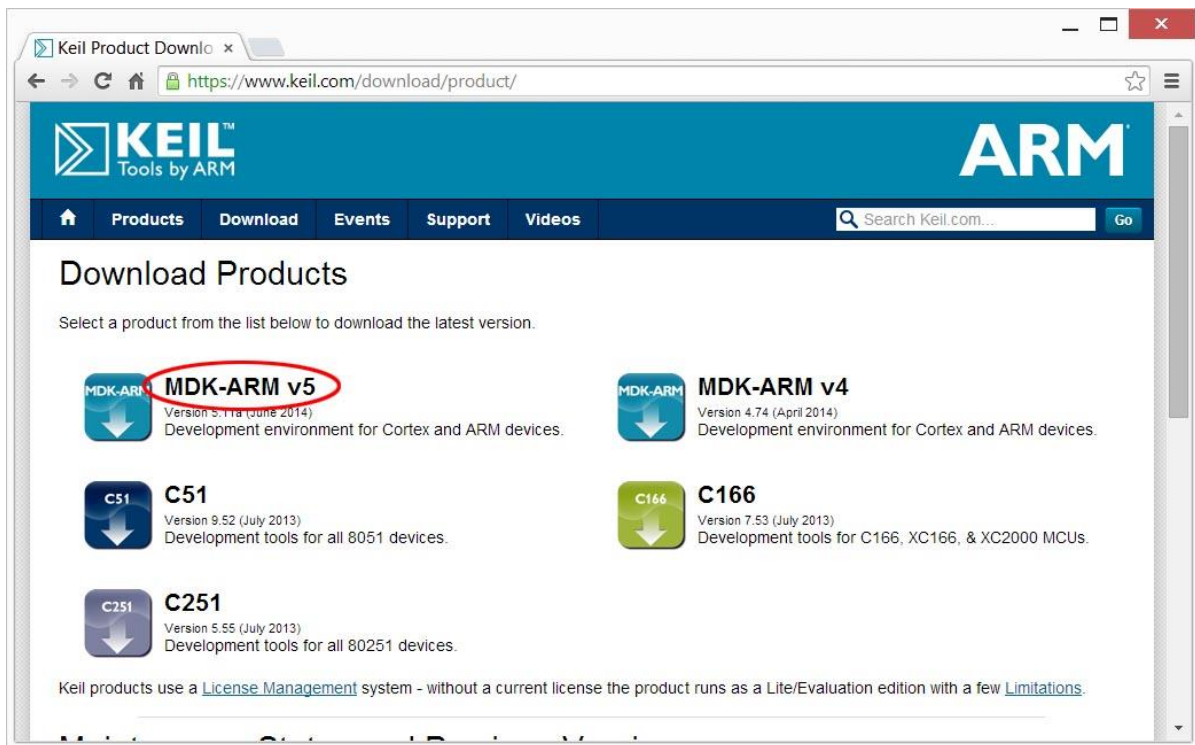 Keil Product Downlo ×
https://www.keil.com/download/product/
KEIL™
Tools by ARM
ARM
Products Download Events Support Videos Search Keil.com... Go
Download Products
Select a product from the list below to download the latest version.
MDK-ARM
MDK-ARM v5
Version 5.11a (June 2014)
Development environment for Cortex and ARM devices.
MDK-ARM
MDK-ARM v4
Version 4.74 (April 2014)
Development environment for Cortex and ARM devices.
C51
C51
Version 9.52 (July 2013)
Development tools for all 8051 devices.
C166
C166
Version 7.53 (July 2013)
Development tools for C166, XC166, & XC2000 MCUs.
C251
C251
Version 5.55 (July 2013)
Development tools for all 80251 devices.
Keil products use a License Management system - without a current license the product runs as a Lite/Evaluation edition with a few Limitations.